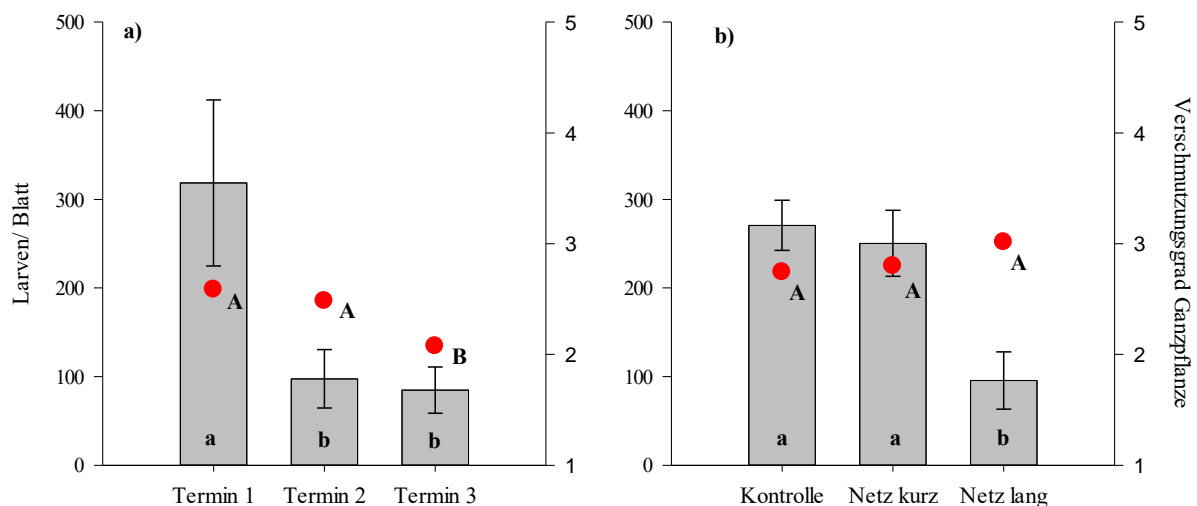 a)
500
400
300
200
100
0
Larven/ Blatt
5
4
3
2
1
A
A
B
a
b
b
Termin 1 Termin 2 Termin 3
b)
500
400
300
200
100
0
5
4
3
2
1
Verschmutzungsgrad Ganzpflanze
A
A
A
a
a
b
Kontrolle Netz kurz Netz lang